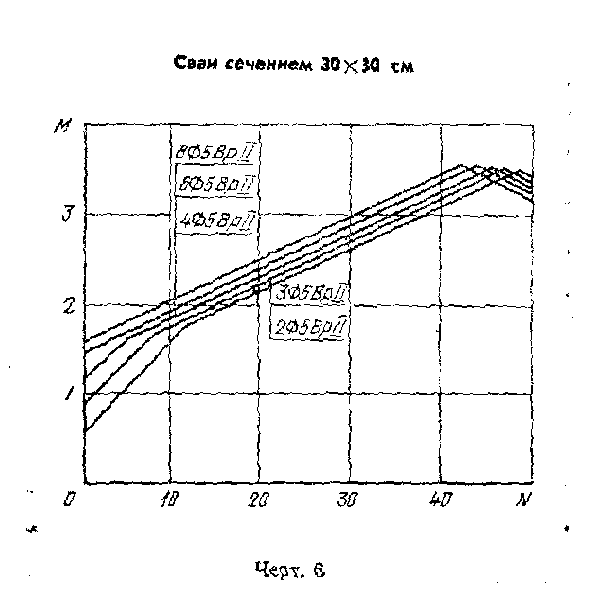 Сваи сечением 30×30 см
М
8Ф5ВрII
6Ф5ВрII
3
4Ф5ВрII
3Ф5ВрII
2
2Ф5ВрII
1
0 10 20 30 40 N
Черт. 6